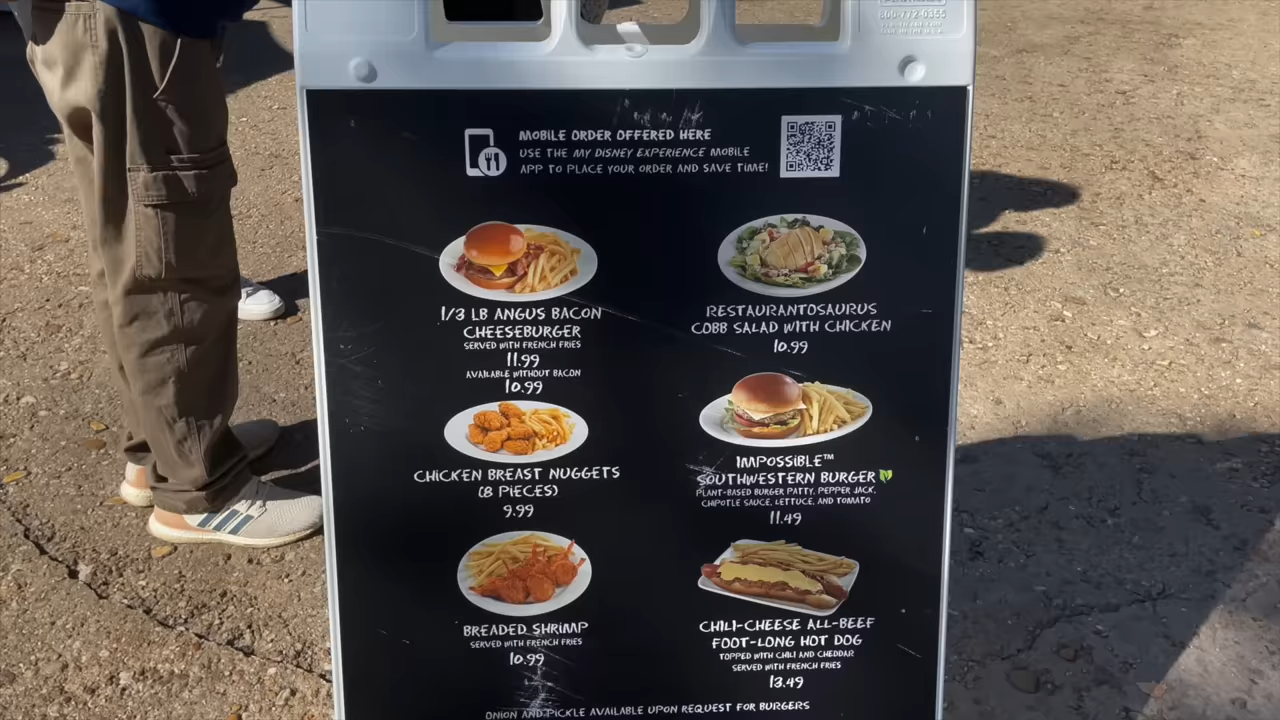 800-772-0355
MOBILE ORDER OFFERED HERE
USE THE MY DISNEY EXPERIENCE MOBILE
APP TO PLACE YOUR ORDER AND SAVE TIME!
1/3 LB ANGUS BACON
CHEESEBURGER
SERVED WITH FRENCH FRIES
11.99
AVAILABLE WITHOUT BACON
10.99
CHICKEN BREAST NUGGETS
(8 PIECES)
9.99
BREADED SHRIMP
SERVED WITH FRENCH FRIES
10.99
RESTAURANTOSAURUS
COBB SALAD WITH CHICKEN
10.99
IMPOSSIBLE™
SOUTHWESTERN BURGER
PLANT-BASED BURGER PATTY, PEPPER JACK,
CHIPOTLE SAUCE, LETTUCE, AND TOMATO
11.49
CHILI-CHEESE ALL-BEEF
FOOT-LONG HOT DOG
TOPPED WITH CHILI AND CHEDDAR
SERVED WITH FRENCH FRIES
13.49
ONION AND PICKLE AVAILABLE UPON REQUEST FOR BURGERS